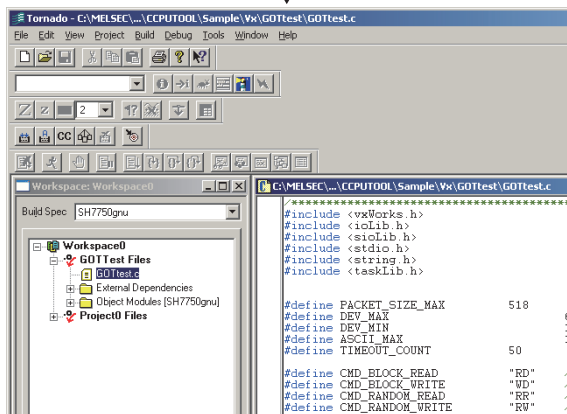 Tornado - C:\MELSEC\...\CCPUTOOL\Sample\Vx\GOTtest\GOTtest.c
File Edit View Project Build Debug Tools Window Help
2
CC
Workspace: Workspace0
C:\MELSEC\...\CCPUTOOL\Sample\Vx\GOTtest\GOTtest.c
Build Spec SH7750gnu
Workspace0
GOTTest Files
GOTtest.c
External Dependencies
Object Modules [SH7750gnu]
Project0 Files
/****************************************
#include <vxWorks.h>
#include <ioLib.h>
#include <sioLib.h>
#include <stdio.h>
#include <string.h>
#include <taskLib.h>
#define PACKET_SIZE_MAX 518
#define DEV_MAX
#define DEV_MIN
#define ASCII_MAX
#define TIMEOUT_COUNT 50
#define CMD_BLOCK_READ "RD"
#define CMD_BLOCK_WRITE "WD"
#define CMD_RANDOM_READ "RR"
#define CMD_RANDOM_WRITE "RW"